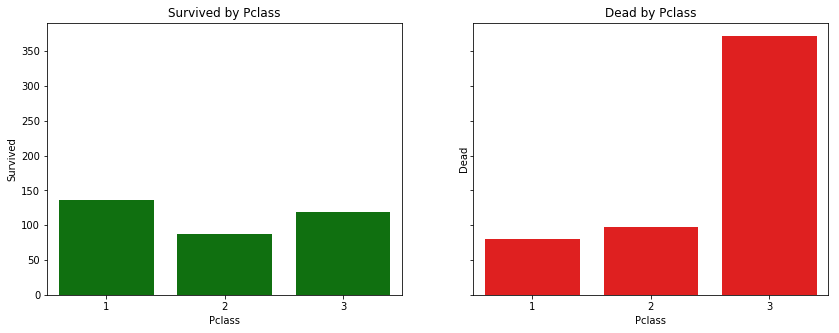 Survived by Pclass
350
300
250
200
150
100
50
0
Survived
1 2 3
Pclass
Dead by Pclass
Dead
1 2 3
Pclass